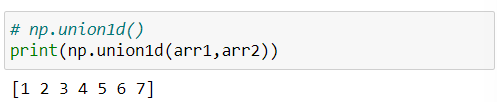 # np.union1d()
print(np.union1d(arr1,arr2))
[1 2 3 4 5 6 7]